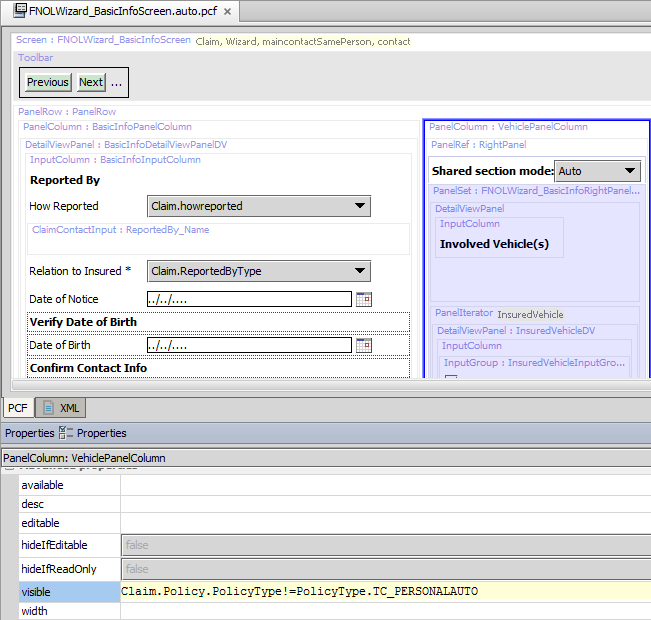 FNOLWizard_BasicInfoScreen.auto.pcf ×
Screen : FNOLWizard_BasicInfoScreen Claim, Wizard, maincontactSamePerson, contact
Toolbar
Previous Next ...
PanelRow : PanelRow
PanelColumn : BasicInfoPanelColumn
DetailViewPanel : BasicInfoDetailViewPanelDV
InputColumn : BasicInfoInputColumn
Reported By
How Reported Claim.howreported
ClaimContactInput : ReportedBy_Name
Relation to Insured * Claim.ReportedByType
Date of Notice ../../....
Verify Date of Birth
Date of Birth ../../....
Confirm Contact Info
PanelColumn : VehiclePanelColumn
PanelRef : RightPanel
Shared section mode: Auto
PanelSet : FNOLWizard_BasicInfoRightPanel...
DetailViewPanel
InputColumn
Involved Vehicle(s)
PanelIterator InsuredVehicle
DetailViewPanel : InsuredVehicleDV
InputColumn
InputGroup : InsuredVehicleInputGro...
PCF XML
Properties Properties
PanelColumn: VehiclePanelColumn
Advanced properties
available
desc
editable
hideIfEditable false
hideIfReadOnly false
visible Claim.Policy.PolicyType!=PolicyType.TC_PERSONALAUTO
width